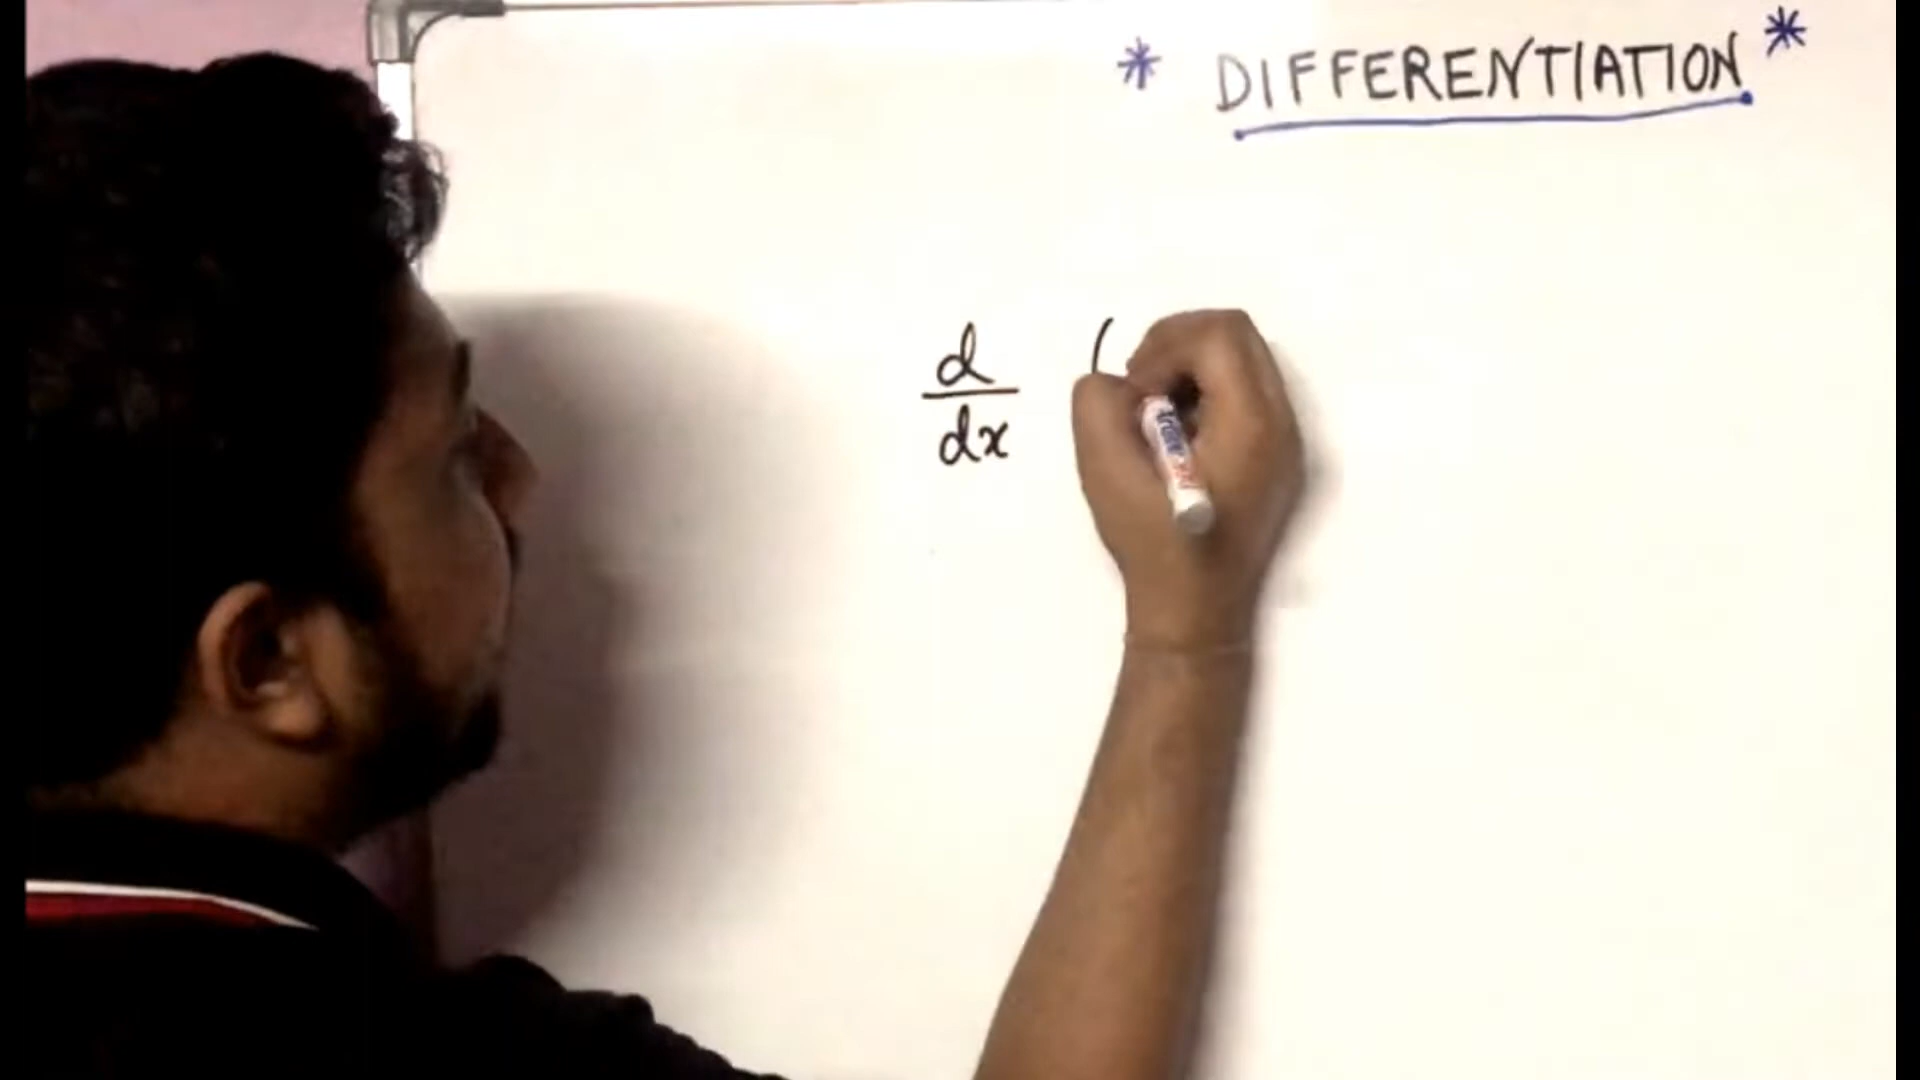 * DIFFERENTIATION *
d (
dx